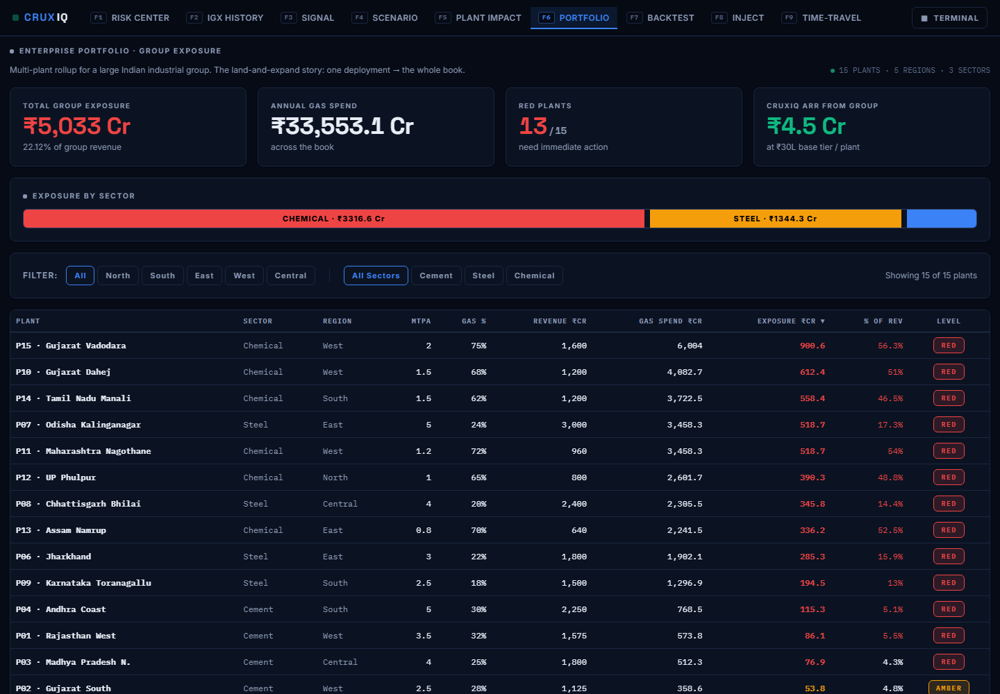 CRUXIQ F1 RISK CENTER F2 IGX HISTORY F3 SIGNAL F4 SCENARIO F5 PLANT IMPACT F6 PORTFOLIO F7 BACKTEST F8 INJECT F9 TIME-TRAVEL TERMINAL
ENTERPRISE PORTFOLIO · GROUP EXPOSURE
Multi-plant rollup for a large Indian industrial group. The land-and-expand story: one deployment → the whole book.
15 PLANTS · 5 REGIONS · 3 SECTORS
TOTAL GROUP EXPOSURE
₹5,033 Cr
22.12% of group revenue
ANNUAL GAS SPEND
₹33,553.1 Cr
across the book
RED PLANTS
13 /15
need immediate action
CRUXIQ ARR FROM GROUP
₹4.5 Cr
at ₹30L base tier / plant
EXPOSURE BY SECTOR
CHEMICAL · ₹3316.6 Cr STEEL · ₹1344.3 Cr
FILTER: All North South East West Central All Sectors Cement Steel Chemical Showing 15 of 15 plants
PLANT SECTOR REGION MTPA GAS % REVENUE ₹CR GAS SPEND ₹CR EXPOSURE ₹CR ▼ % OF REV LEVEL
P15 · Gujarat Vadodara Chemical West 2 75% 1,600 6,004 900.6 56.3% RED
P10 · Gujarat Dahej Chemical West 1.5 68% 1,200 4,082.7 612.4 51% RED
P14 · Tamil Nadu Manali Chemical South 1.5 62% 1,200 3,722.5 558.4 46.5% RED
P07 · Odisha Kalinganagar Steel East 5 24% 3,000 3,458.3 518.7 17.3% RED
P11 · Maharashtra Nagothane Chemical West 1.2 72% 960 3,458.3 518.7 54% RED
P12 · UP Phulpur Chemical North 1 65% 800 2,601.7 390.3 48.8% RED
P08 · Chhattisgarh Bhilai Steel Central 4 20% 2,400 2,305.5 345.8 14.4% RED
P13 · Assam Namrup Chemical East 0.8 70% 640 2,241.5 336.2 52.5% RED
P06 · Jharkhand Steel East 3 22% 1,800 1,902.1 285.3 15.9% RED
P09 · Karnataka Toranagallu Steel South 2.5 18% 1,500 1,296.9 194.5 13% RED
P04 · Andhra Coast Cement South 5 30% 2,250 768.5 115.3 5.1% RED
P01 · Rajasthan West Cement West 3.5 32% 1,575 573.8 86.1 5.5% RED
P03 · Madhya Pradesh N. Cement Central 4 25% 1,800 512.3 76.9 4.3% RED
P02 · Gujarat South Cement West 2.5 28% 1,125 358.6 53.8 4.8% AMBER